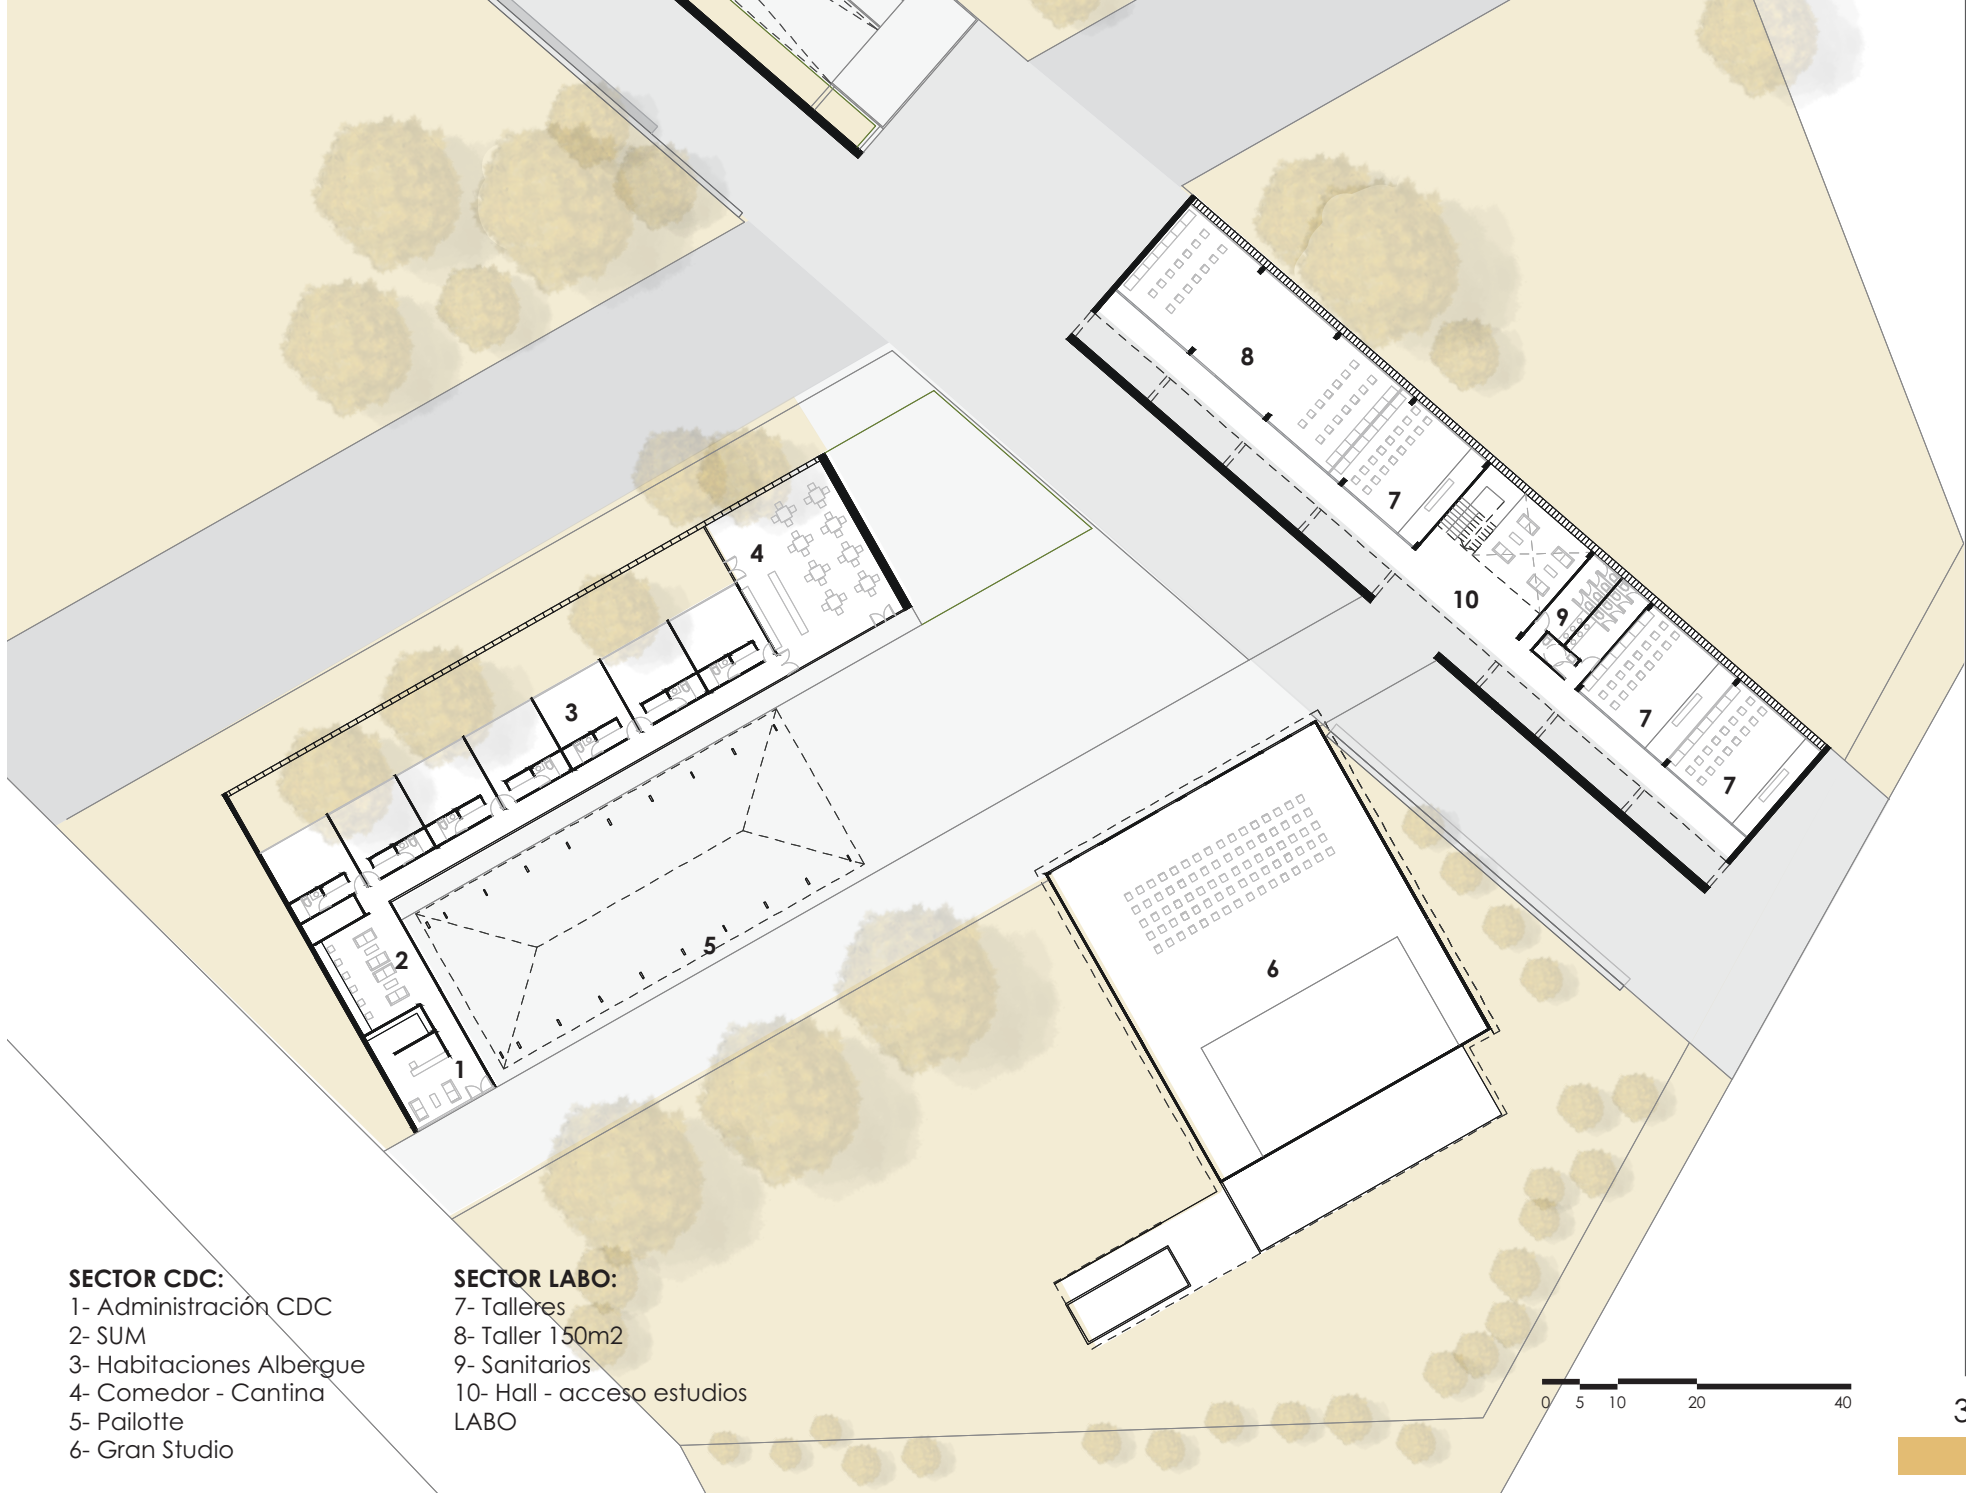 8
7
4
10
9
3
7
7
5
2
6
1
SECTOR CDC:
1- Administración CDC
2- SUM
3- Habitaciones Albergue
4- Comedor - Cantina
5- Pailotte
6- Gran Studio
SECTOR LABO:
7- Talleres
8- Taller 150m2
9- Sanitarios
10- Hall - acceso estudios
LABO
0 5 10 20 40
3